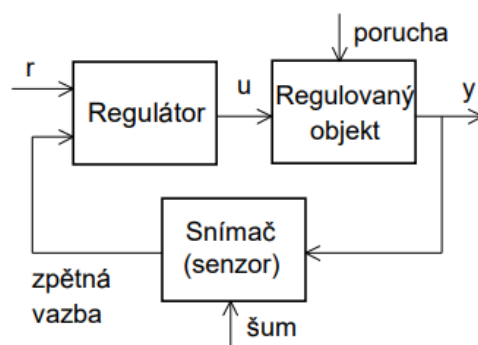 porucha
r
Regulátor
u
Regulovaný
objekt
y
Snímač
(senzor)
zpětná
vazba
šum